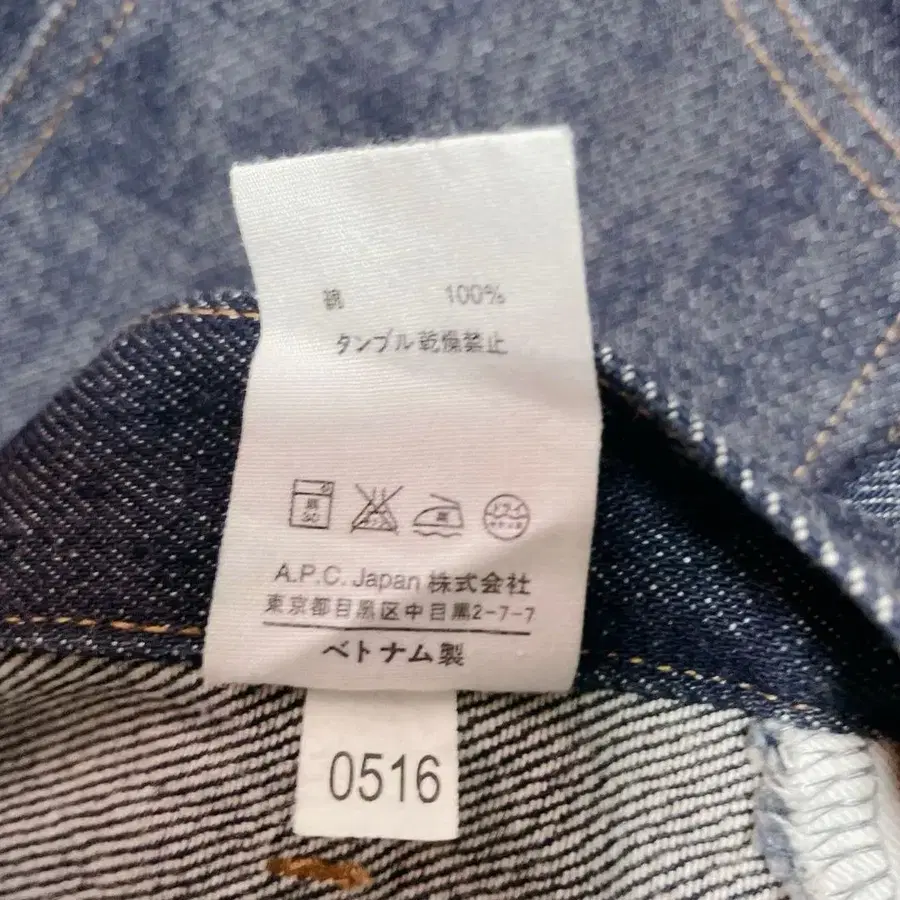 綿 100%
タンブル乾燥禁止
A.P.C. Japan 株式会社
東京都目黒区中目黒2-7-7
ベトナム製
0516